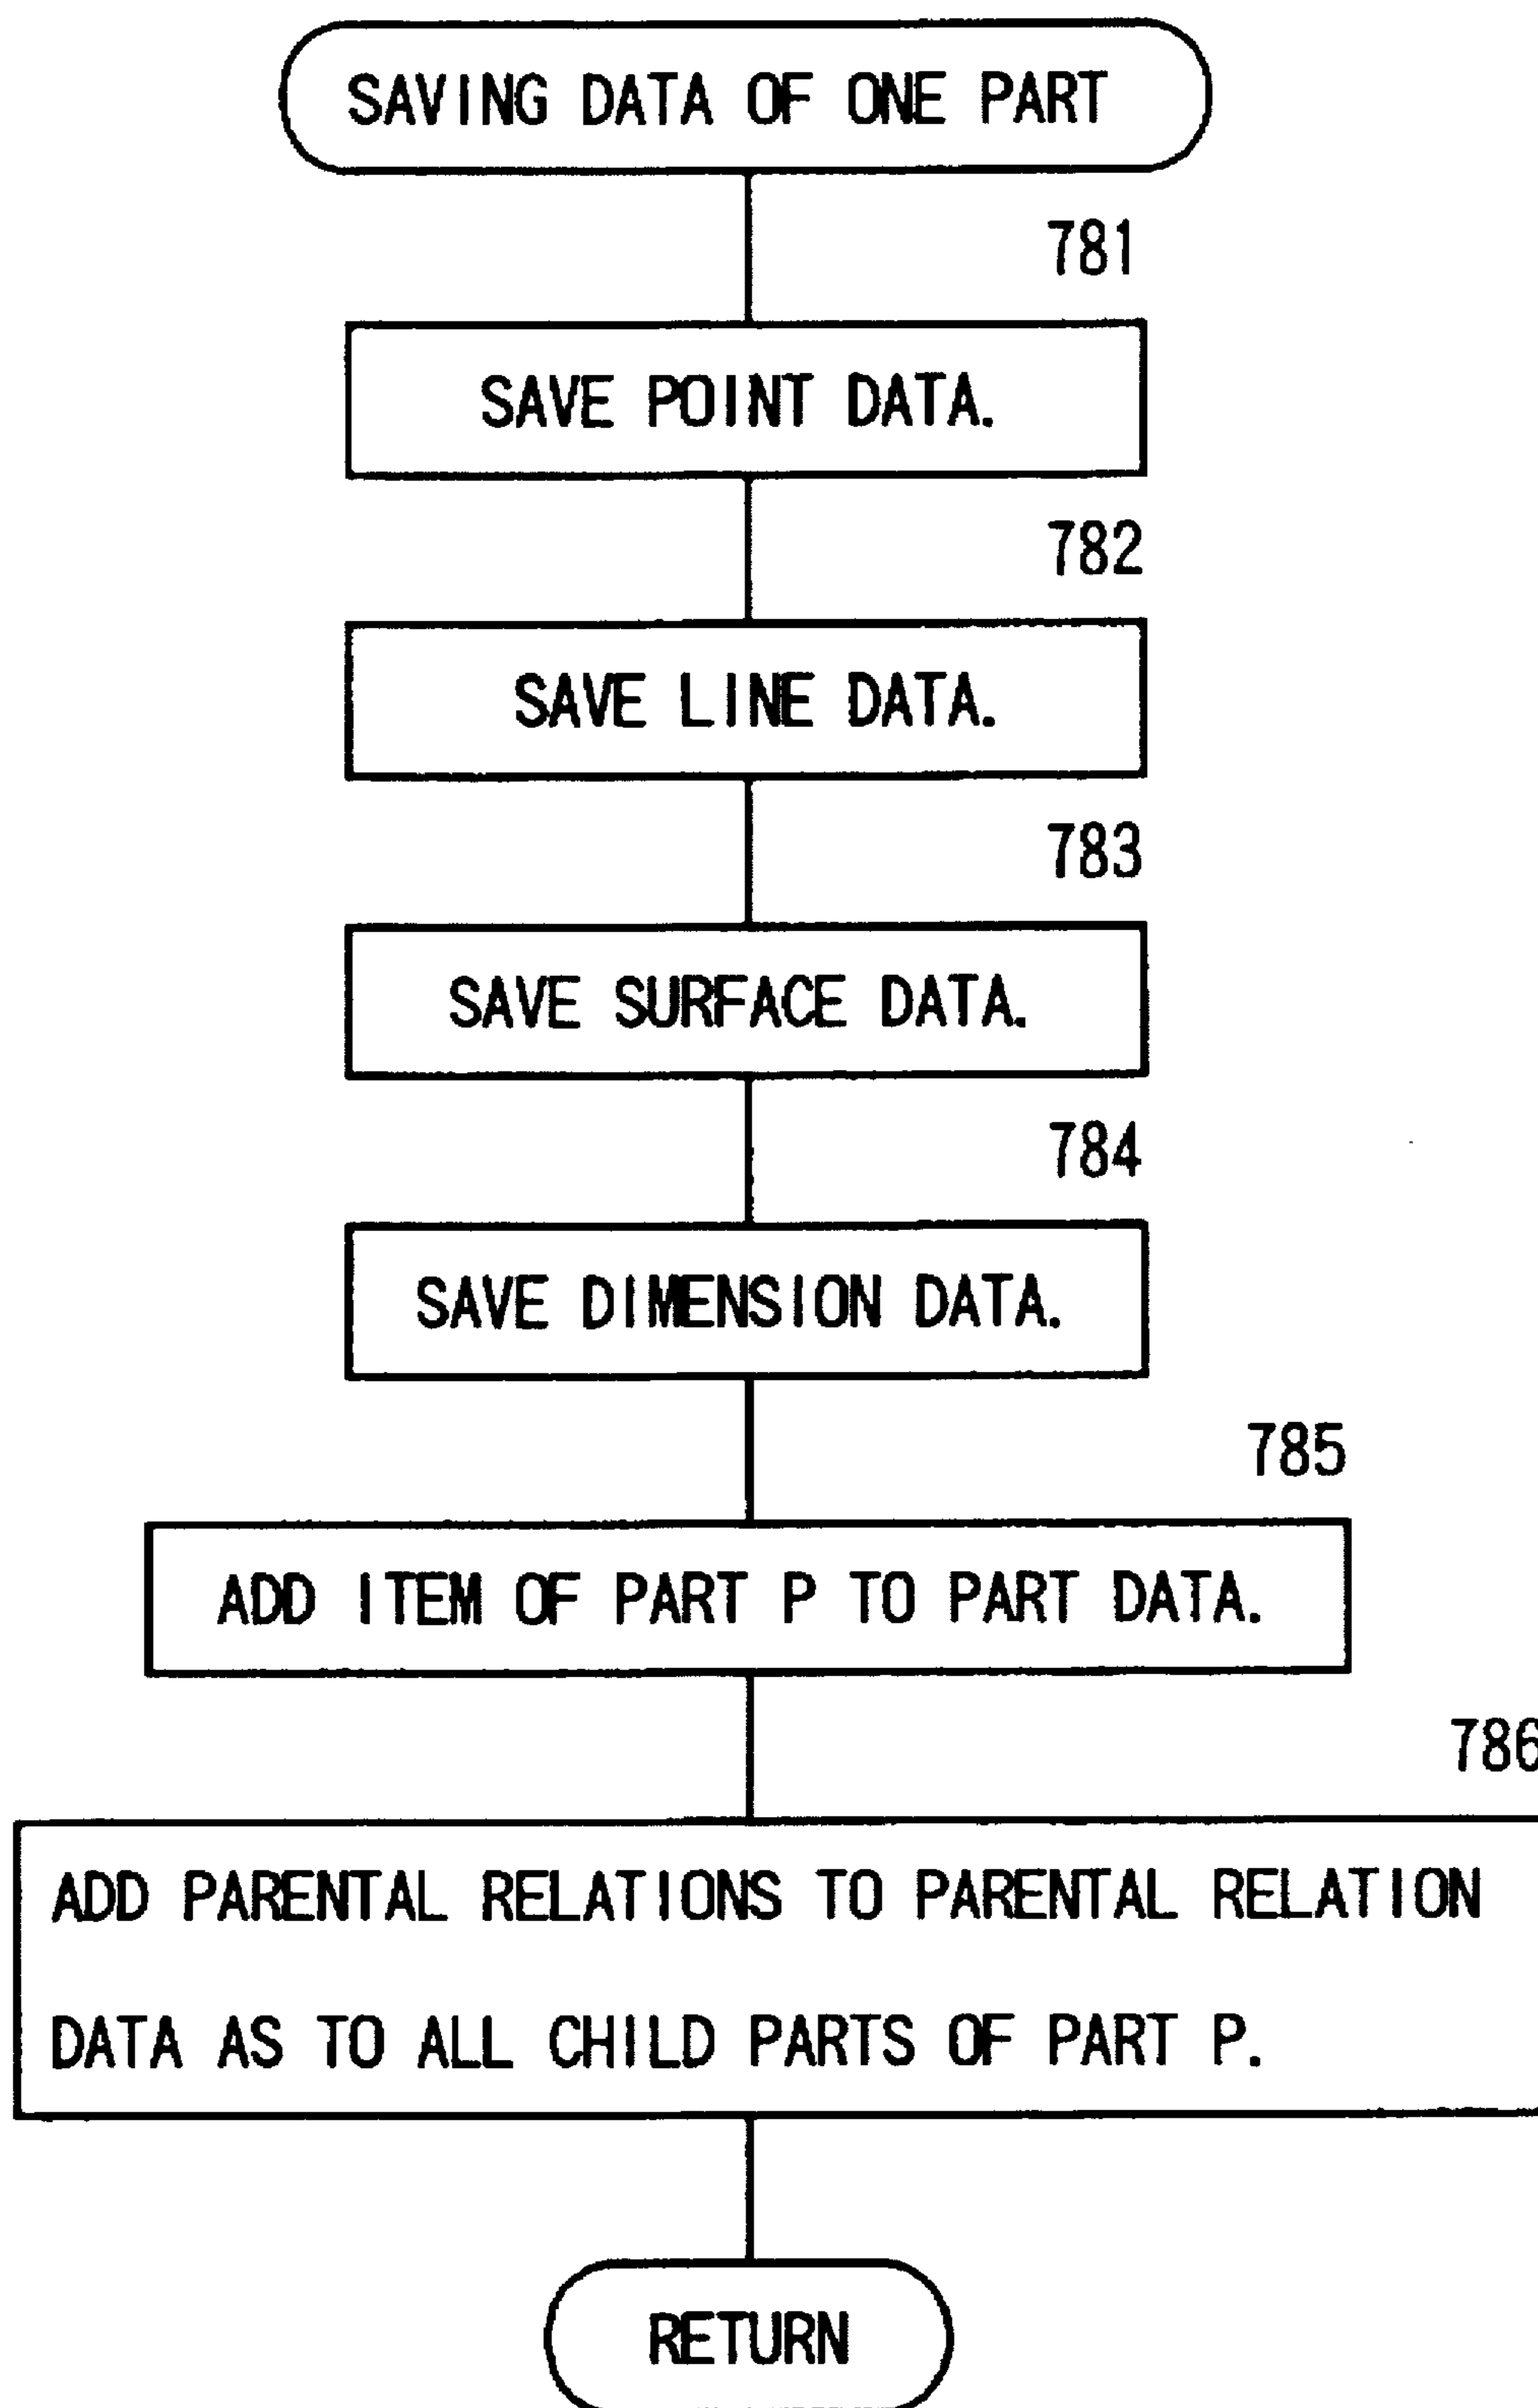 SAVING DATA OF ONE PART
781
SAVE POINT DATA.
782
SAVE LINE DATA.
783
SAVE SURFACE DATA.
784
SAVE DIMENSION DATA.
785
ADD ITEM OF PART P TO PART DATA.
786
ADD PARENTAL RELATIONS TO PARENTAL RELATION
DATA AS TO ALL CHILD PARTS OF PART P.
RETURN